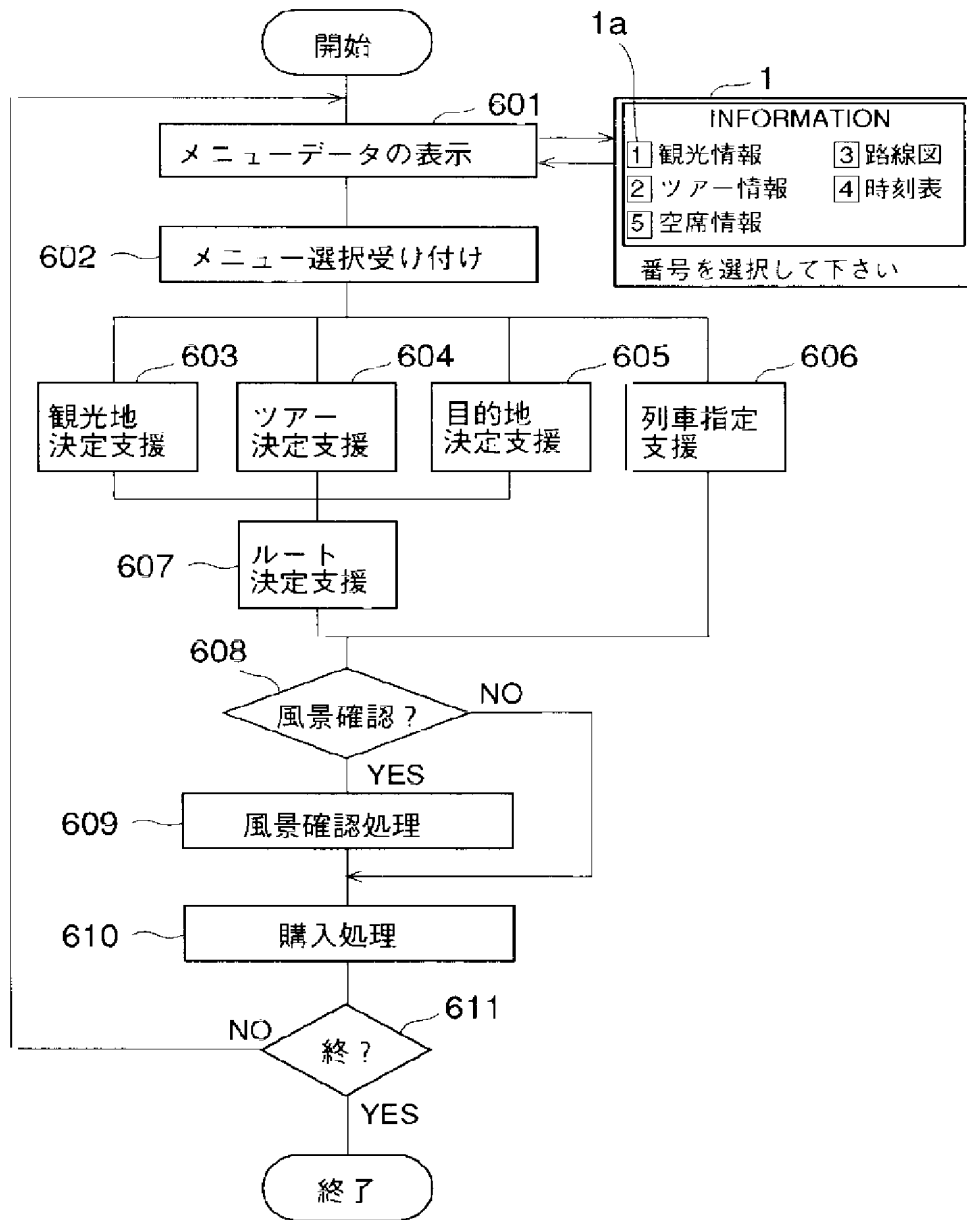 開始
1a
1
601
メニューデータの表示
INFORMATION
1 観光情報 3 路線図
2 ツアー情報 4 時刻表
5 空席情報
番号を選択して下さい
602
メニュー選択受け付け
603
604
605
606
観光地
決定支援
ツアー
決定支援
目的地
決定支援
列車指定
支援
607
ルート
決定支援
608
風景確認?
NO
YES
609
風景確認処理
610
購入処理
611
NO
終?
YES
終了